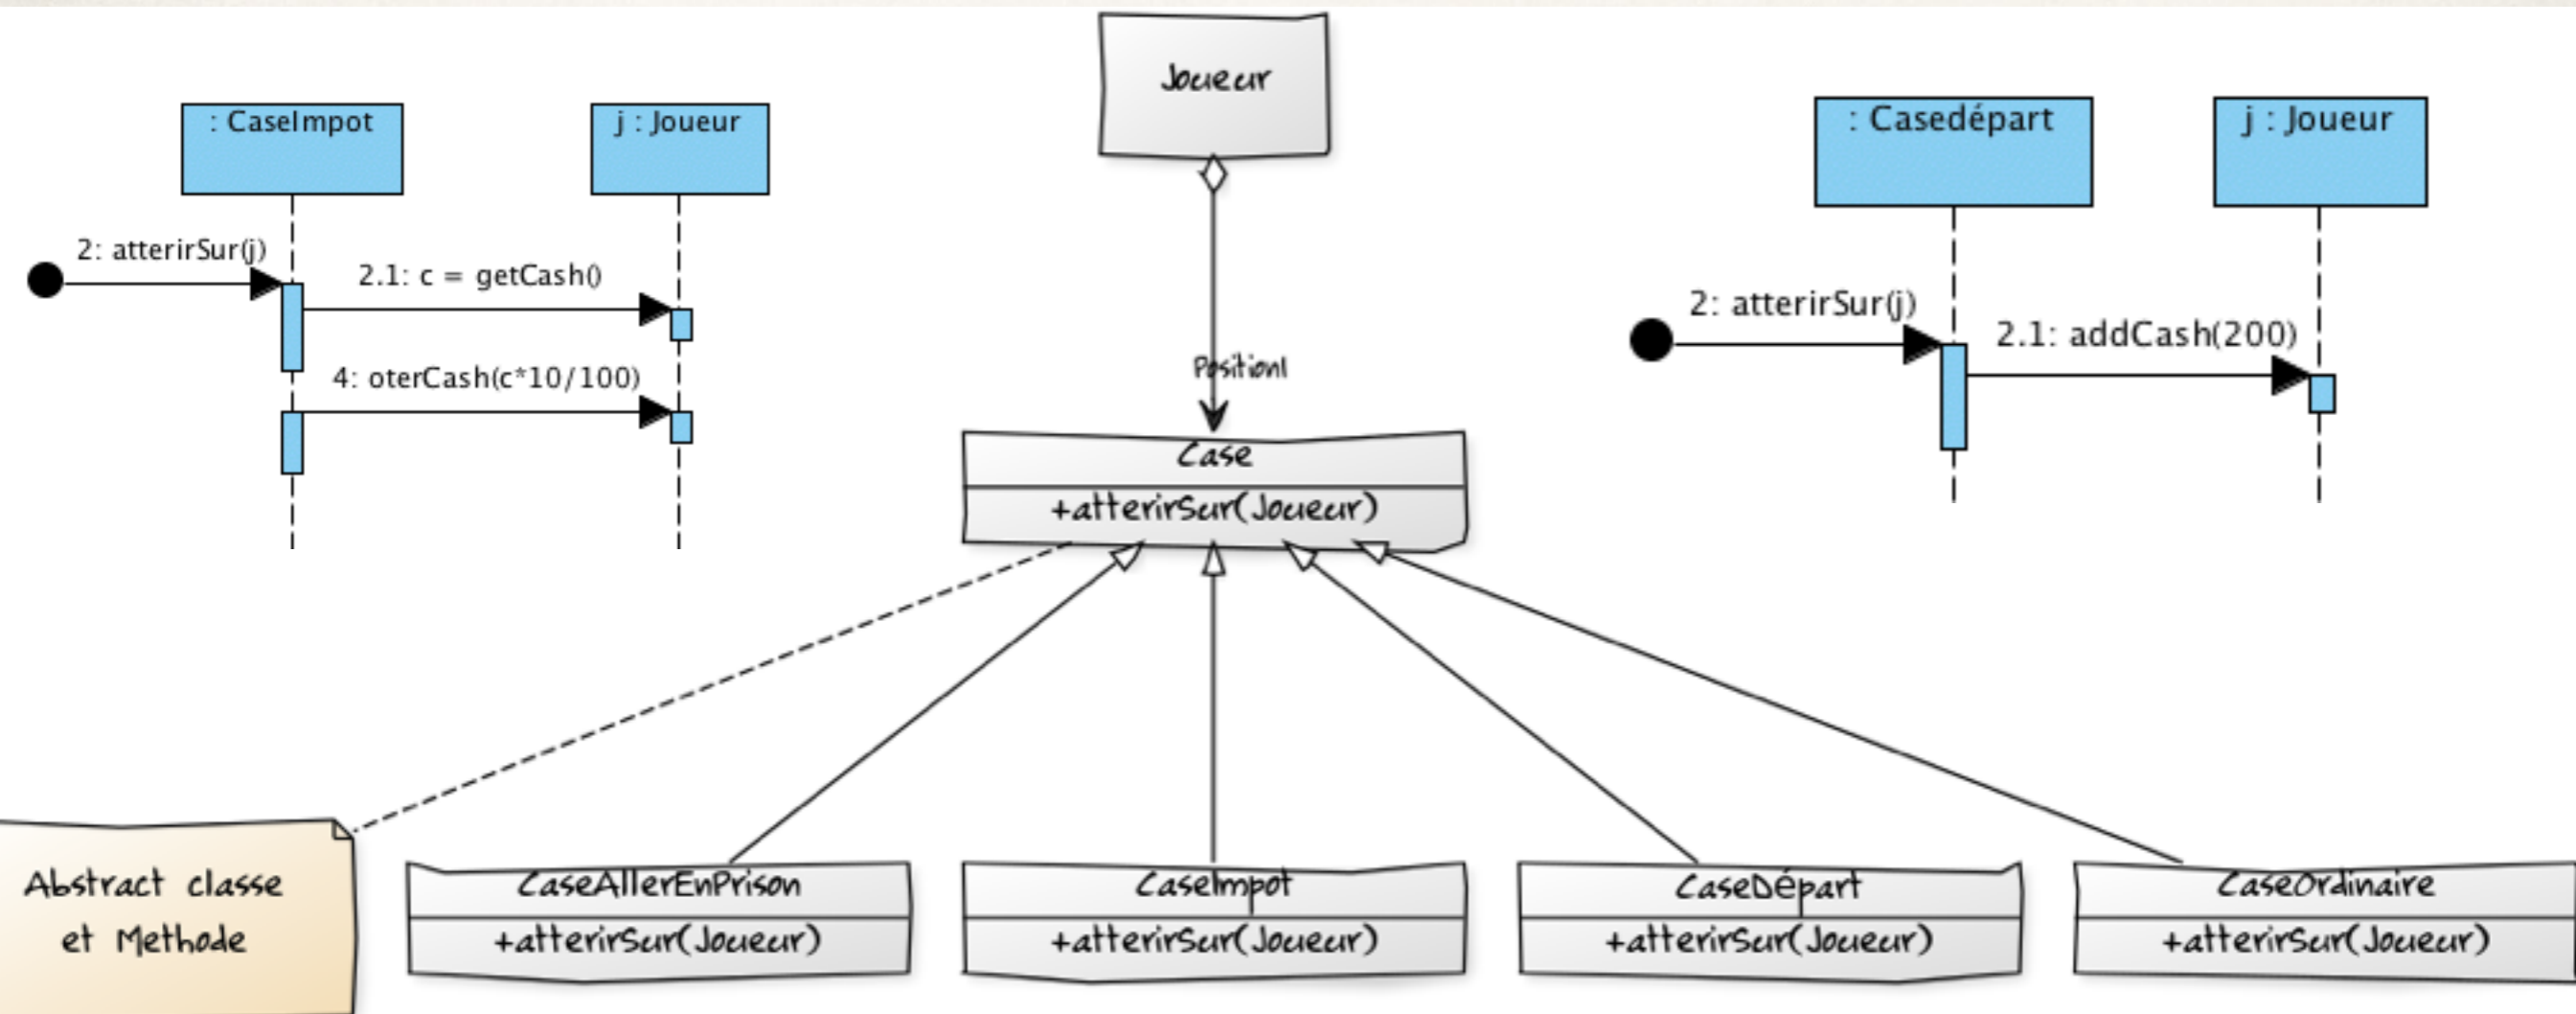 Joueur
: CaseImpot
j : Joueur
2: atterirSur(j)
2.1: c = getCash()
4: oterCash(c*10/100)
: Casedépart
j : Joueur
2: atterirSur(j)
2.1: addCash(200)
Position1
Case
+atterirSur(Joueur)
Abstract classe
et Methode
CaseAllerEnPrison
+atterirSur(Joueur)
CaseImpot
+atterirSur(Joueur)
CaseDépart
+atterirSur(Joueur)
CaseOrdinaire
+atterirSur(Joueur)